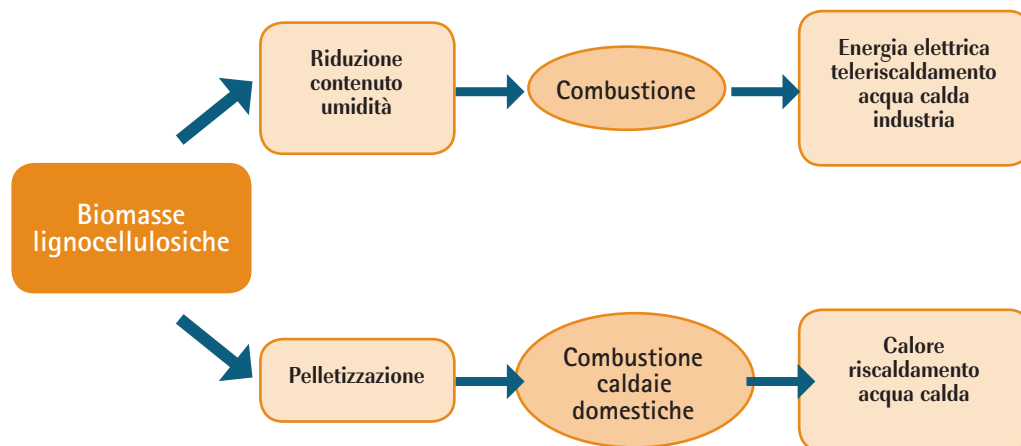 Biomasse
lignocellulosiche
Riduzione
contenuto
umidità
Combustione
Energia elettrica
teleriscaldamento
acqua calda
industria
Pelletizzazione
Combustione
caldaie
domestiche
Calore
riscaldamento
acqua calda